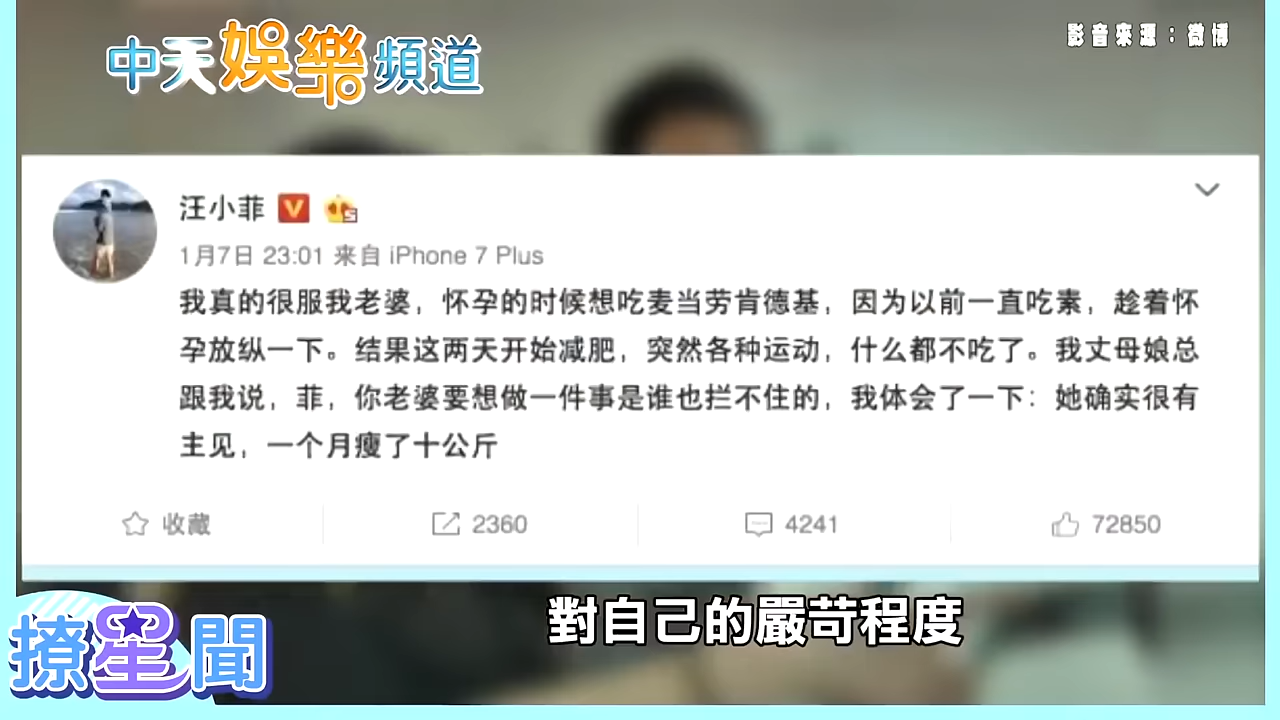 中天娛樂頻道
影音來源：微博
汪小菲
1月7日 23:01 来自 iPhone 7 Plus
我真的很服我老婆，怀孕的时候想吃麦当劳肯德基，因为以前一直吃素，趁着怀
孕放纵一下。结果这两天开始减肥，突然各种运动，什么都不吃了。我丈母娘总
跟我说，菲，你老婆要想做一件事是谁也拦不住的，我体会了一下：她确实很有
主见，一个月瘦了十公斤
收藏
2360
4241
72850
對自己的嚴苛程度
撩星聞